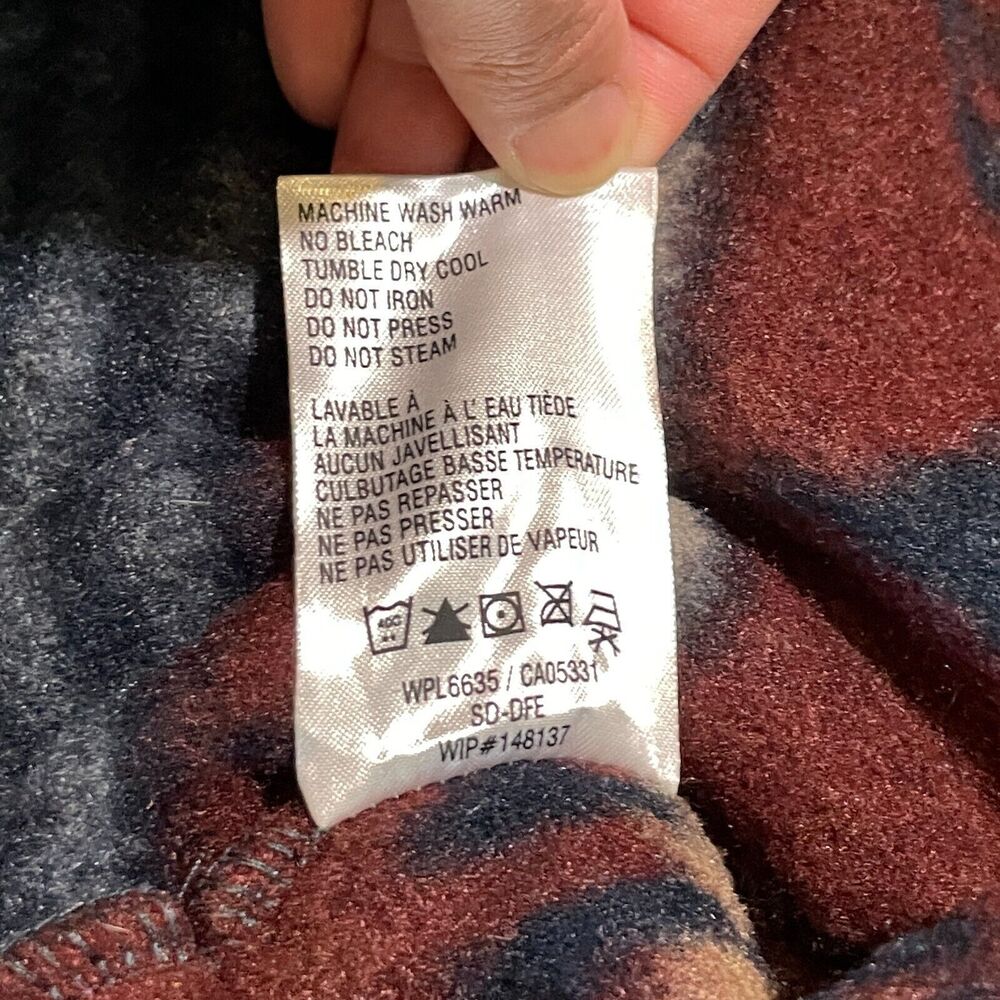 MACHINE WASH WARM
NO BLEACH
TUMBLE DRY COOL
DO NOT IRON
DO NOT PRESS
DO NOT STEAM
LAVABLE À
LA MACHINE À L' EAU TIÈDE
AUCUN JAVELLISANT
CULBUTAGE BASSE TEMPERATURE
NE PAS REPASSER
NE PAS PRESSER
NE PAS UTILISER DE VAPEUR
WPL6635 / CA05331
SO-DFE
WIP#148137